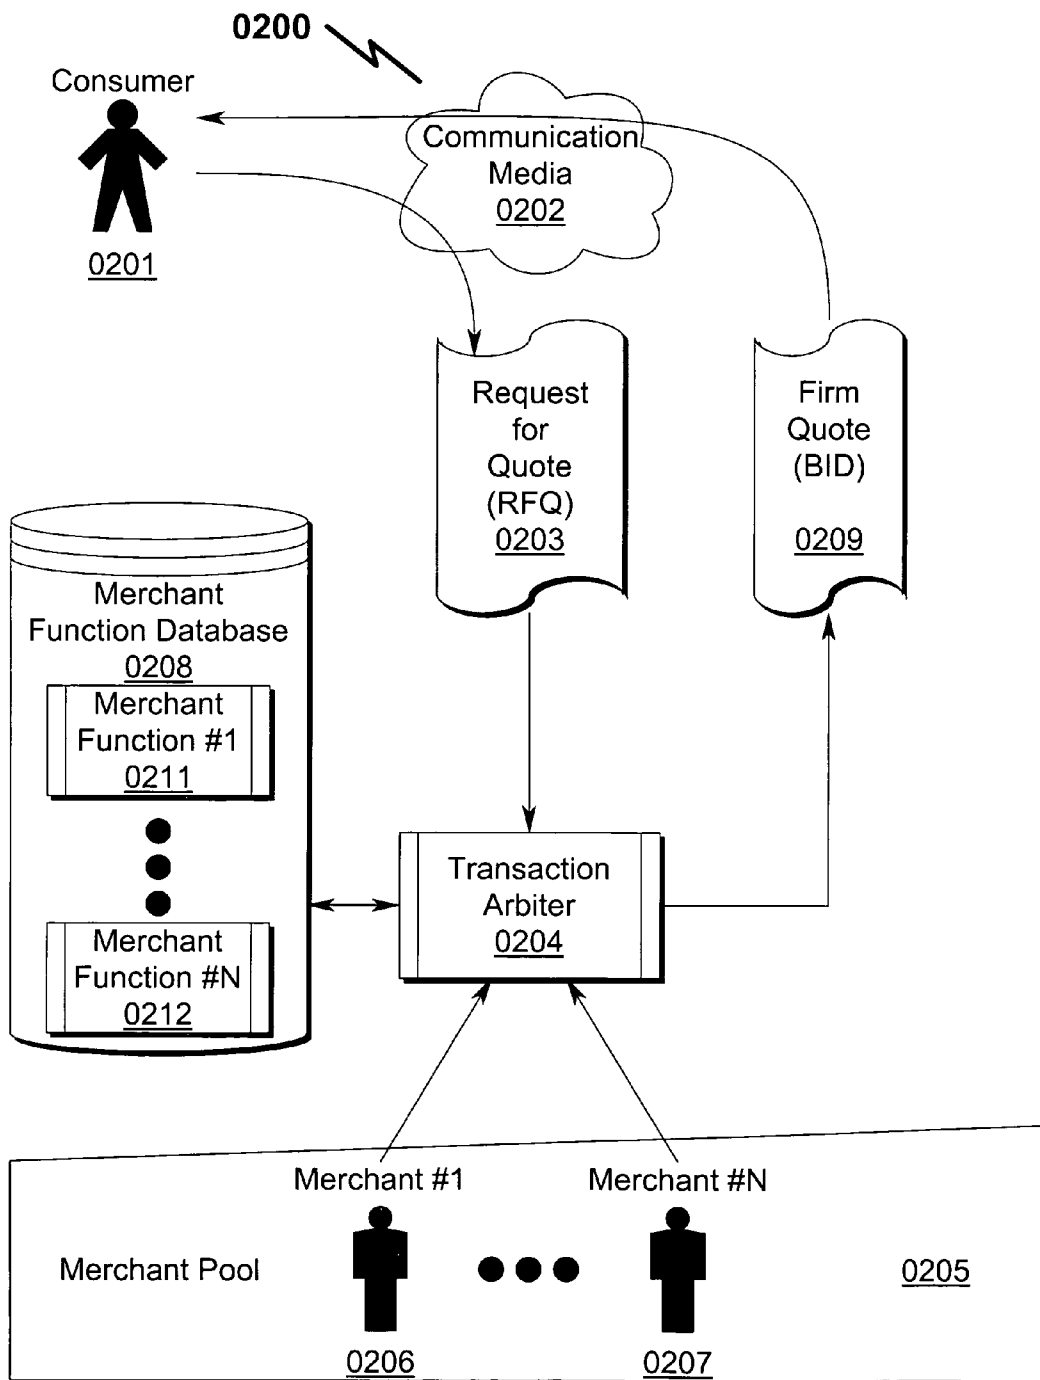 0200
Consumer
0201
Communication
Media
0202
Request
for
Quote
(RFQ)
0203
Firm
Quote
(BID)
0209
Merchant
Function Database
0208
Merchant
Function #1
0211
Merchant
Function #N
0212
Transaction
Arbiter
0204
Merchant #1
Merchant #N
Merchant Pool
0205
0206
0207